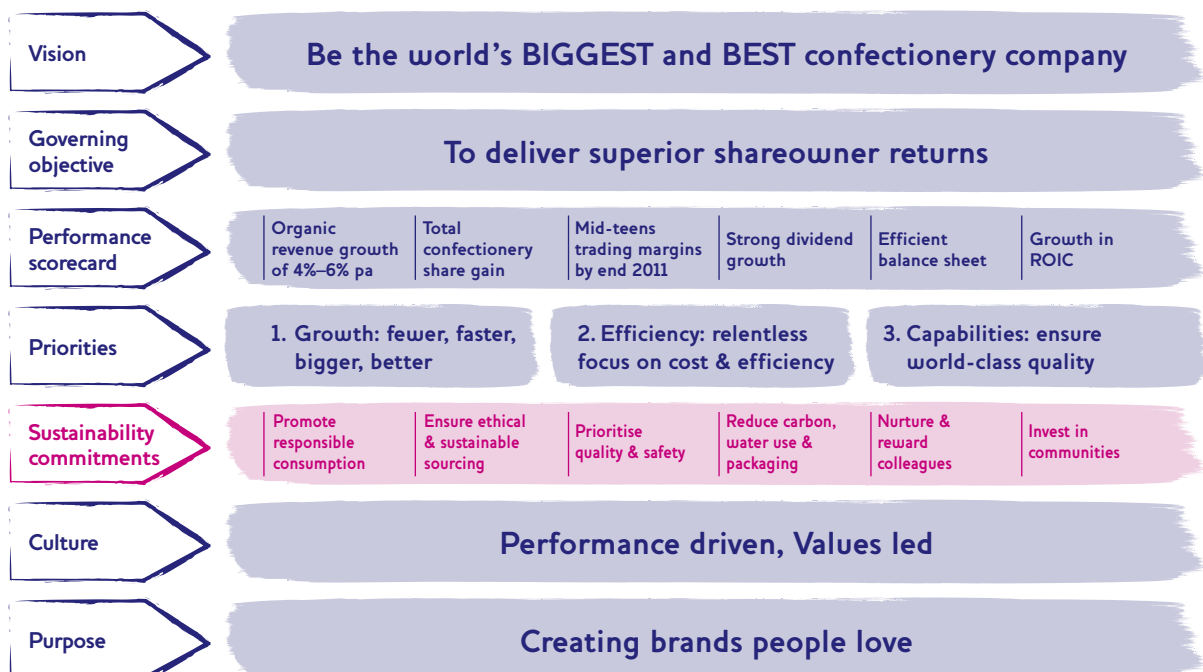 Vision
Be the world's BIGGEST and BEST confectionery company
Governing
objective
To deliver superior shareowner returns
Performance
scorecard
Organic
revenue growth
of 4%–6% pa
Total
confectionery
share gain
Mid-teens
trading margins
by end 2011
Strong dividend
growth
Efficient
balance sheet
Growth in
ROIC
Priorities
1. Growth: fewer, faster,
bigger, better
2. Efficiency: relentless
focus on cost & efficiency
3. Capabilities: ensure
world-class quality
Sustainability
commitments
Promote
responsible
consumption
Ensure ethical
& sustainable
sourcing
Prioritise
quality & safety
Reduce carbon,
water use &
packaging
Nurture &
reward
colleagues
Invest in
communities
Culture
Performance driven, Values led
Purpose
Creating brands people love